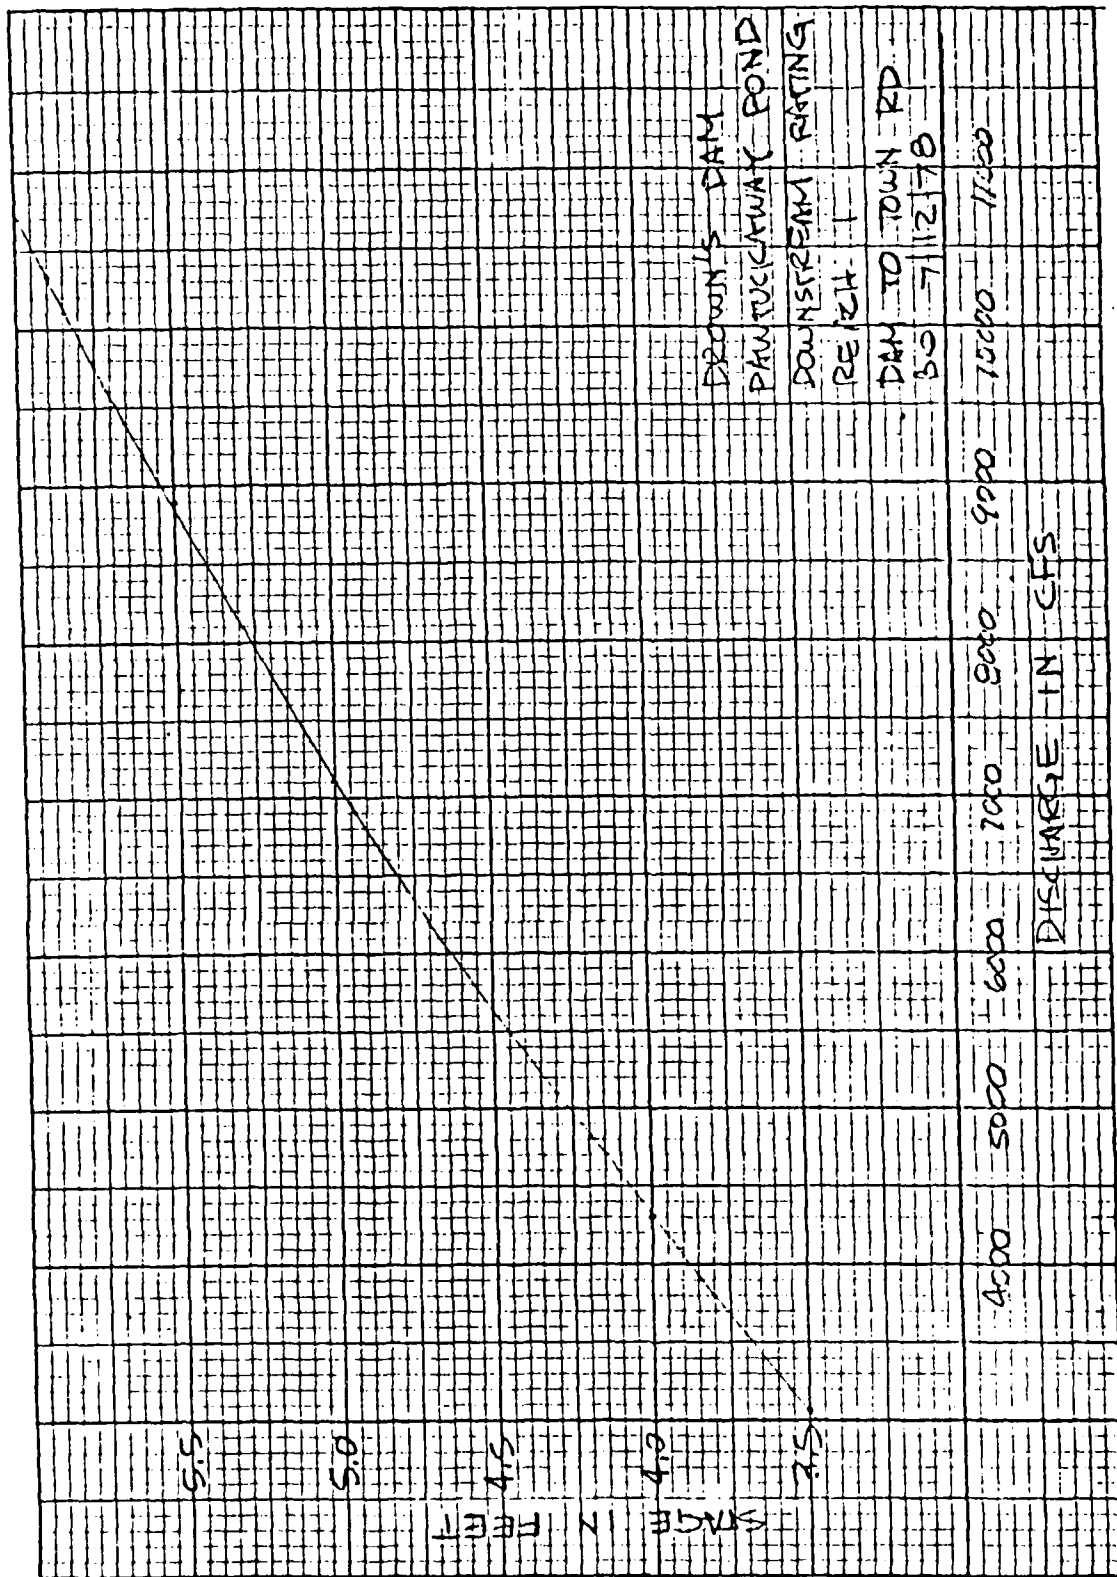 DROWN'S DAM
PAWTUCKAWAY POND
DOWNSTREAM RATING
REACH 1
DAM TO TOWN RD
BO 7/12/78
5.5
5.0
4.5
4.0
3.5
STAGE IN FEET
4000 5000 6000 7000 8000 9000 10000 11000
DISCHARGE IN CFS